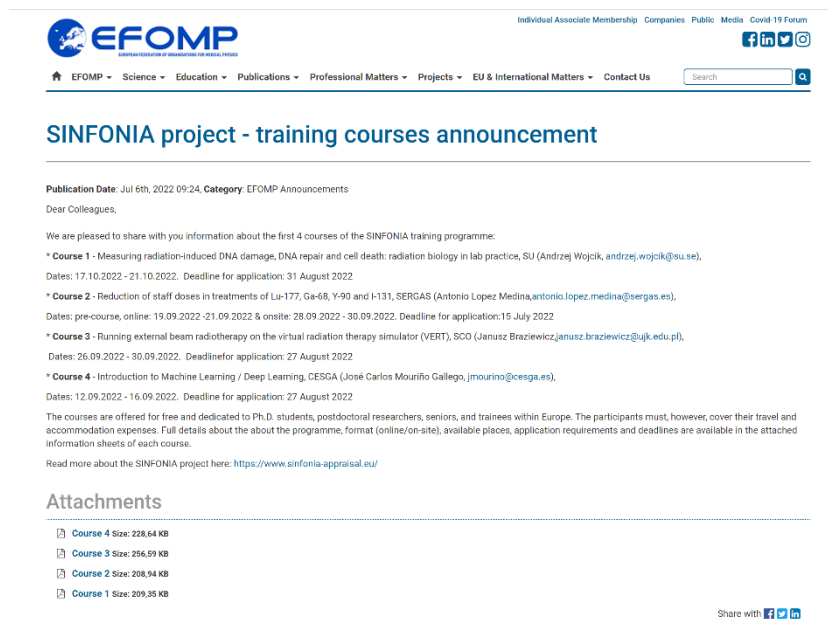 Individual Associate Membership Companies Public Media Covid-19 Forum
EFOMP
EUROPEAN FEDERATION OF ORGANISATIONS FOR MEDICAL PHYSICS
EFOMP Science Education Publications Professional Matters Projects EU & International Matters Contact Us Search
SINFONIA project - training courses announcement
Publication Date: Jul 6th, 2022 09:24, Category: EFOMP Announcements
Dear Colleagues,
We are pleased to share with you information about the first 4 courses of the SINFONIA training programme:
* Course 1 - Measuring radiation-induced DNA damage, DNA repair and cell death: radiation biology in lab practice, SU (Andrzej Wojcik, andrzej.wojcik@su.se),
Dates: 17.10.2022 - 21.10.2022. Deadline for application: 31 August 2022
* Course 2 - Reduction of staff doses in treatments of Lu-177, Ga-68, Y-90 and I-131, SERGAS (Antonio Lopez Medina,antonio.lopez.medina@sergas.es),
Dates: pre-course, online: 19.09.2022 -21.09.2022 & onsite: 28.09.2022 - 30.09.2022. Deadline for application:15 July 2022
* Course 3 - Running external beam radiotherapy on the virtual radiation therapy simulator (VERT), SCO (Janusz Braziewicz,janusz.braziewicz@ujk.edu.pl),
Dates: 26.09.2022 - 30.09.2022. Deadlinefor application: 27 August 2022
* Course 4 - Introduction to Machine Learning / Deep Learning, CESGA (José Carlos Mouriño Gallego, jmourino@cesga.es),
Dates: 12.09.2022 - 16.09.2022. Deadline for application: 27 August 2022
The courses are offered for free and dedicated to Ph.D. students, postdoctoral researchers, seniors, and trainees within Europe. The participants must, however, cover their travel and
accommodation expenses. Full details about the about the programme, format (online/on-site), available places, application requirements and deadlines are available in the attached
information sheets of each course.
Read more about the SINFONIA project here: https://www.sinfonia-appraisal.eu/
Attachments
Course 4 Size: 228,64 KB
Course 3 Size: 256,59 KB
Course 2 Size: 208,94 KB
Course 1 Size: 209,35 KB
Share with